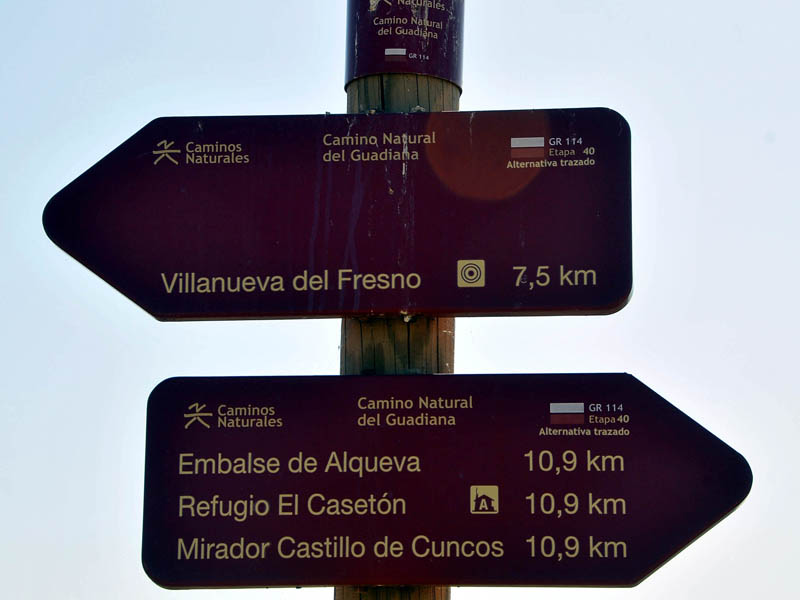 Naturales
Camino Natural
del Guadiana
GR 114
Caminos
Naturales
Camino Natural
del Guadiana
GR 114
Etapa 40
Alternativa trazado
Villanueva del Fresno 7,5 km
Caminos
Naturales
Camino Natural
del Guadiana
GR 114
Etapa 40
Alternativa trazado
Embalse de Alqueva 10,9 km
Refugio El Casetón A 10,9 km
Mirador Castillo de Cuncos 10,9 km